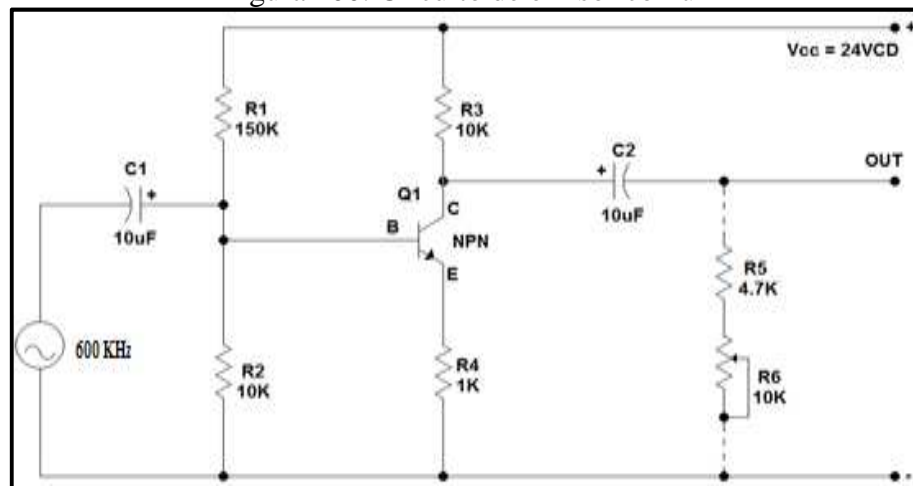 Vcc = 24VCD
+
R1
150K
R3
10K
C1
+
10uF
C2
+
10uF
OUT
Q1
C
B
NPN
E
R5
4.7K
600 KHz
R2
10K
R4
1K
R6
10K
-